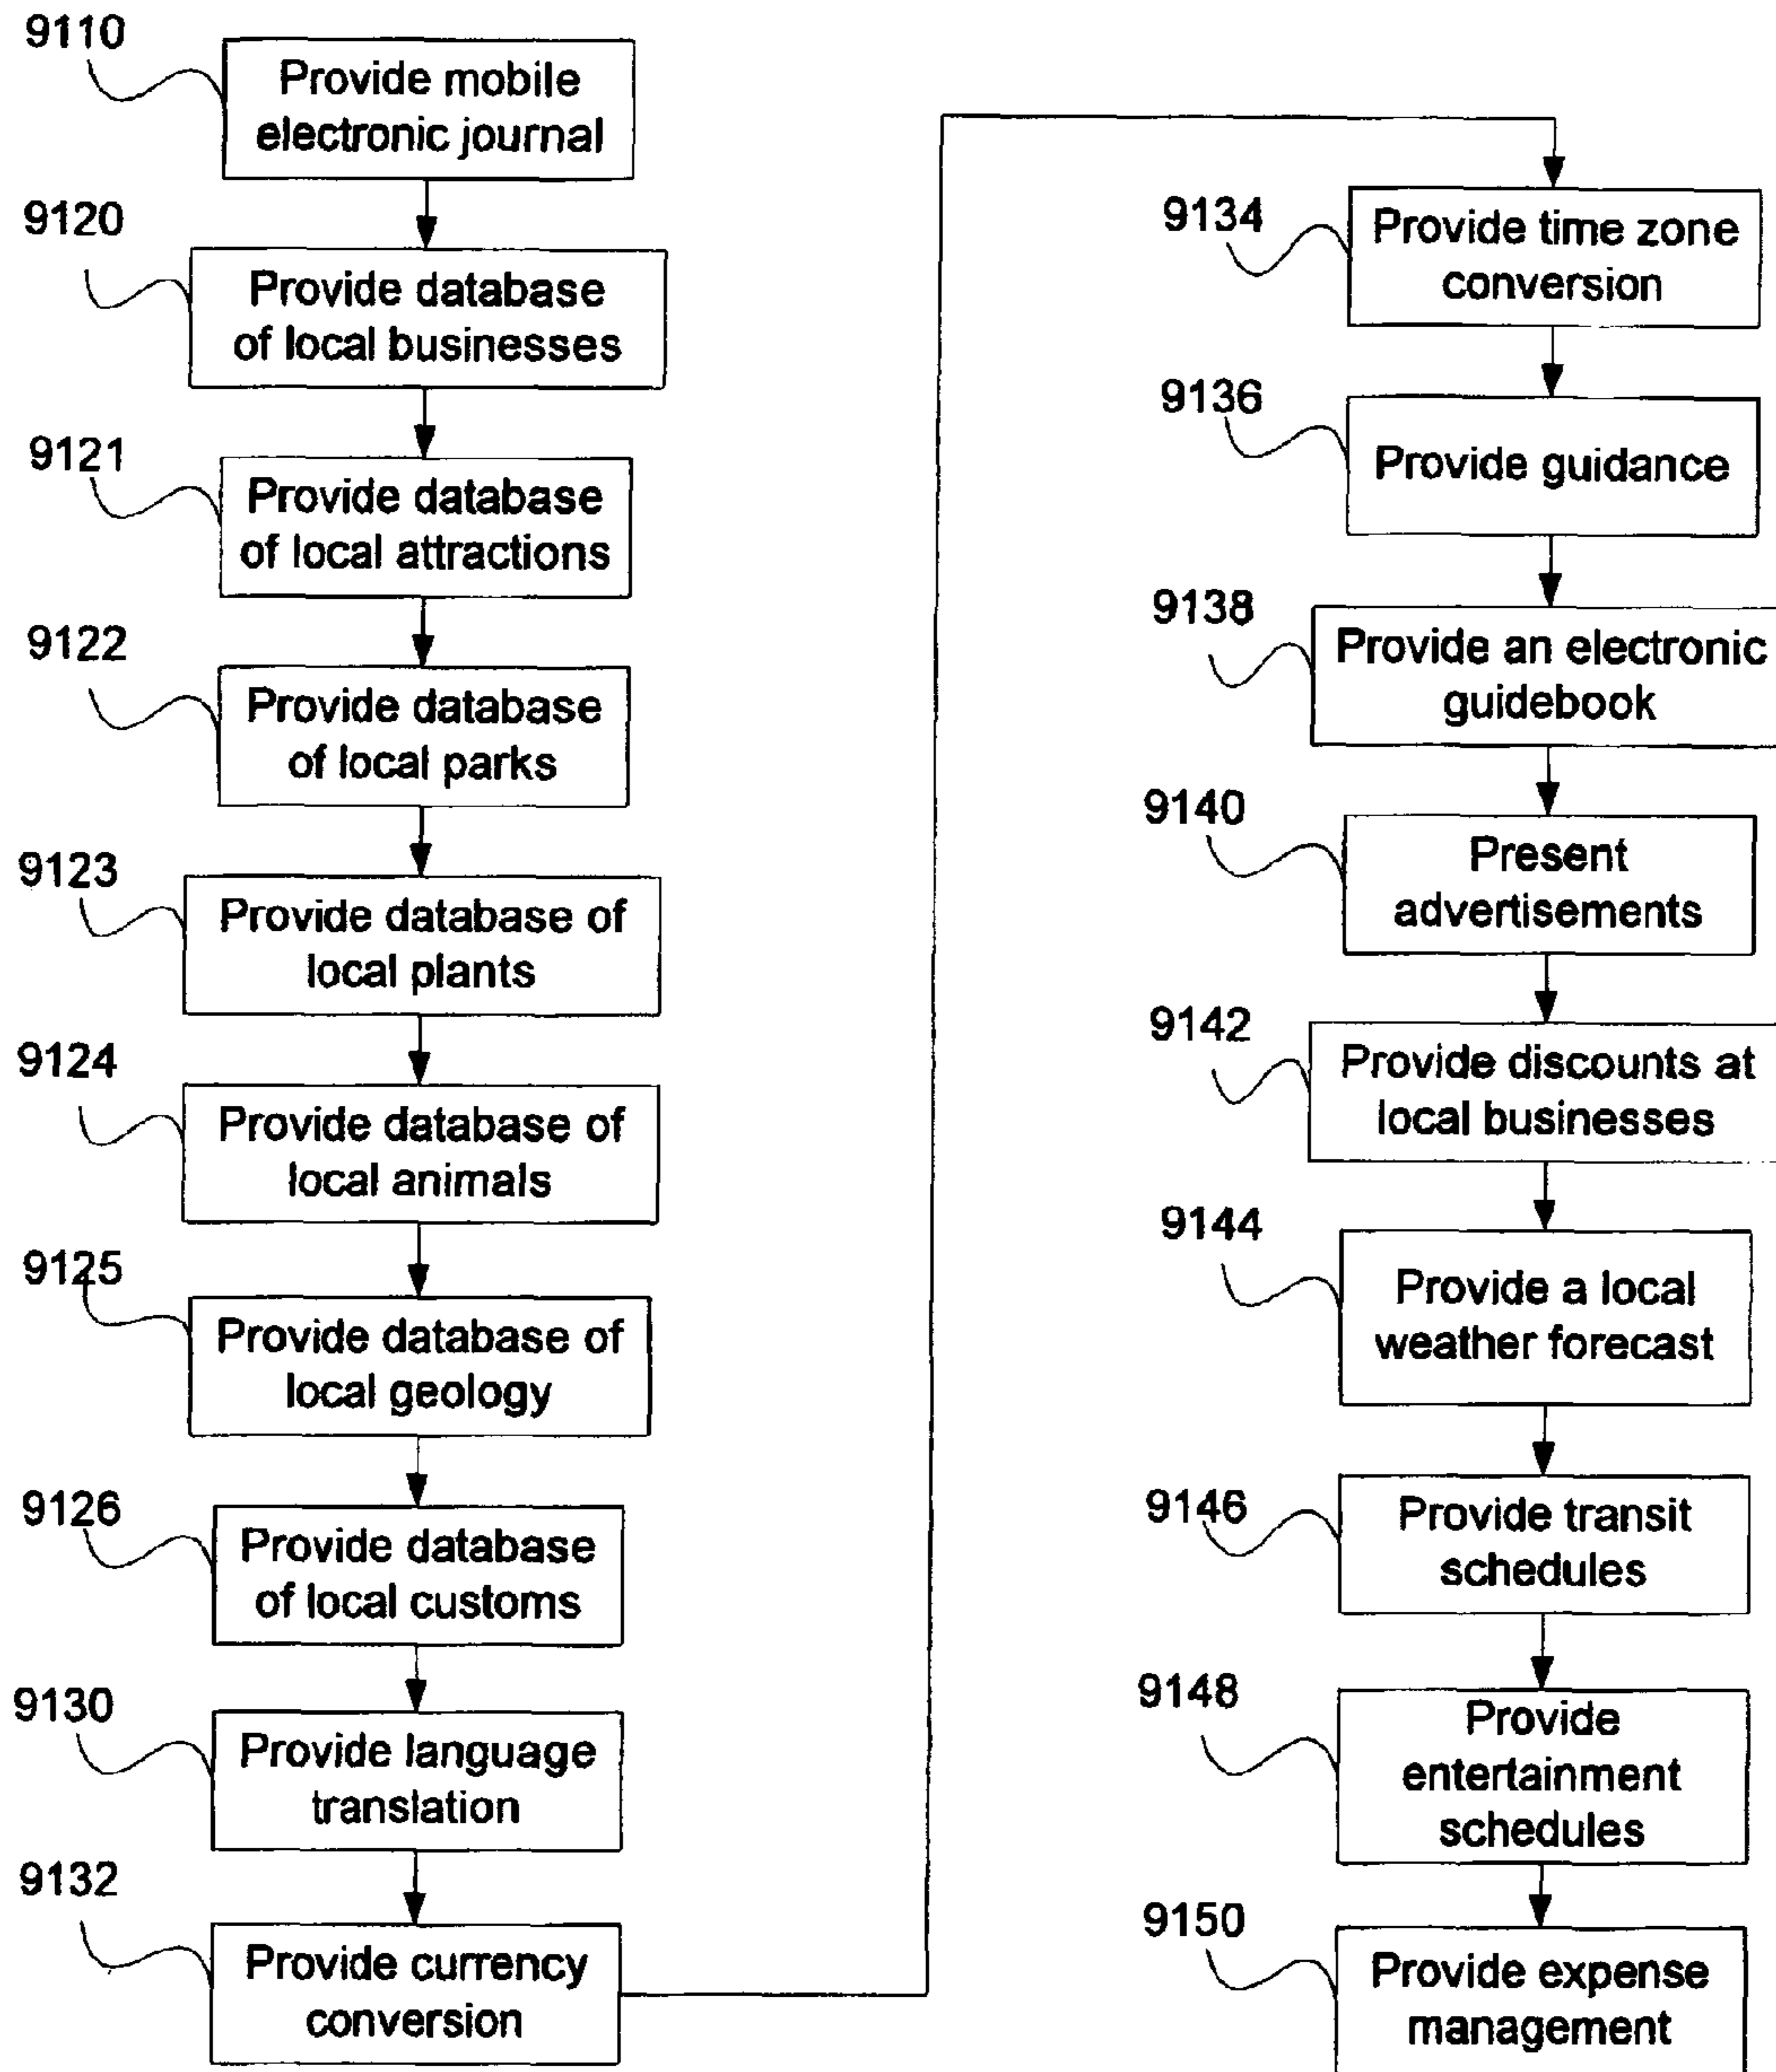 9110
Provide mobile
electronic journal
9120
Provide database
of local businesses
9121
Provide database
of local attractions
9122
Provide database
of local parks
9123
Provide database of
local plants
9124
Provide database of
local animals
9125
Provide database of
local geology
9126
Provide database
of local customs
9130
Provide language
translation
9132
Provide currency
conversion
9134
Provide time zone
conversion
9136
Provide guidance
9138
Provide an electronic
guidebook
9140
Present
advertisements
9142
Provide discounts at
local businesses
9144
Provide a local
weather forecast
9146
Provide transit
schedules
9148
Provide
entertainment
schedules
9150
Provide expense
management